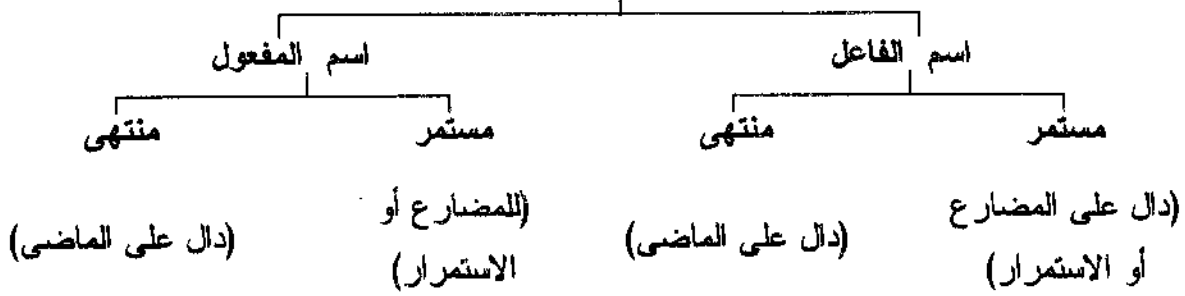 اسم الفاعل
اسم المفعول
مستمر
منتهى
مستمر
منتهى
(دال على المضارع
أو الاستمرار)
(دال على الماضى)
(للمضارع أو
الاستمرار)
(دال على الماضى)